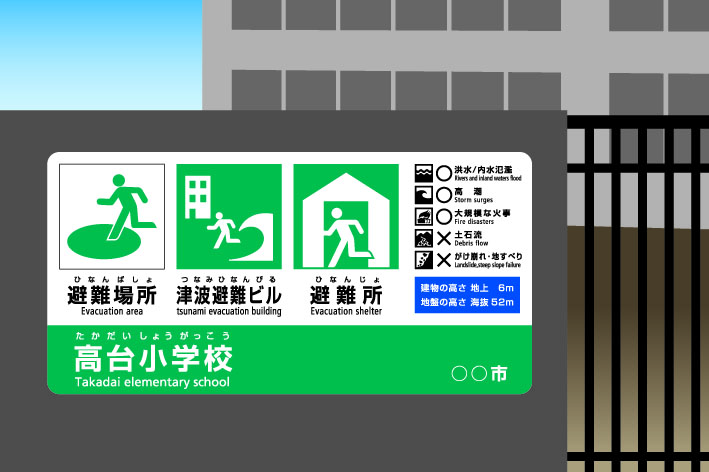 ひなんばしょ
避難場所
Evacuation area
つなみひなんびる
津波避難ビル
tsunami evacuation building
ひなんじょ
避難所
Evacuation shelter
○ 洪水/内水氾濫
Rivers and inland waters flood
○ 高潮
Storm surges
○ 大規模な火事
Fire disasters
× 土石流
Debris flow
× がけ崩れ・地すべり
Landslide,steep slope failure
建物の高さ 地上 6m
地盤の高さ 海抜 52m
たかだいしょうがっこう
高台小学校
Takadai elementary school
○○市